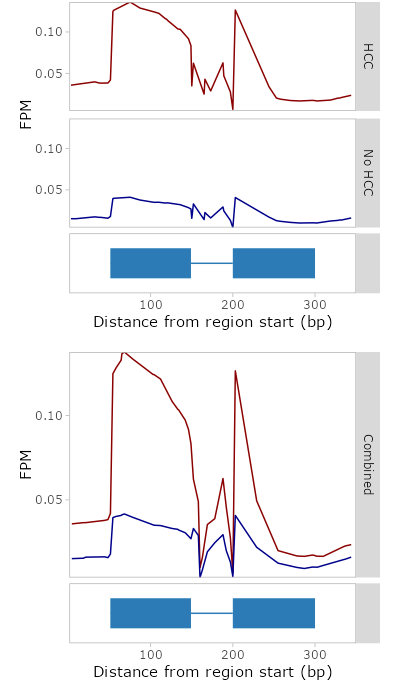 0.10
HCC
0.05
FPM
0.10
No HCC
0.05
100 200 300
Distance from region start (bp)
0.10
FPM
Combined
0.05
100 200 300
Distance from region start (bp)